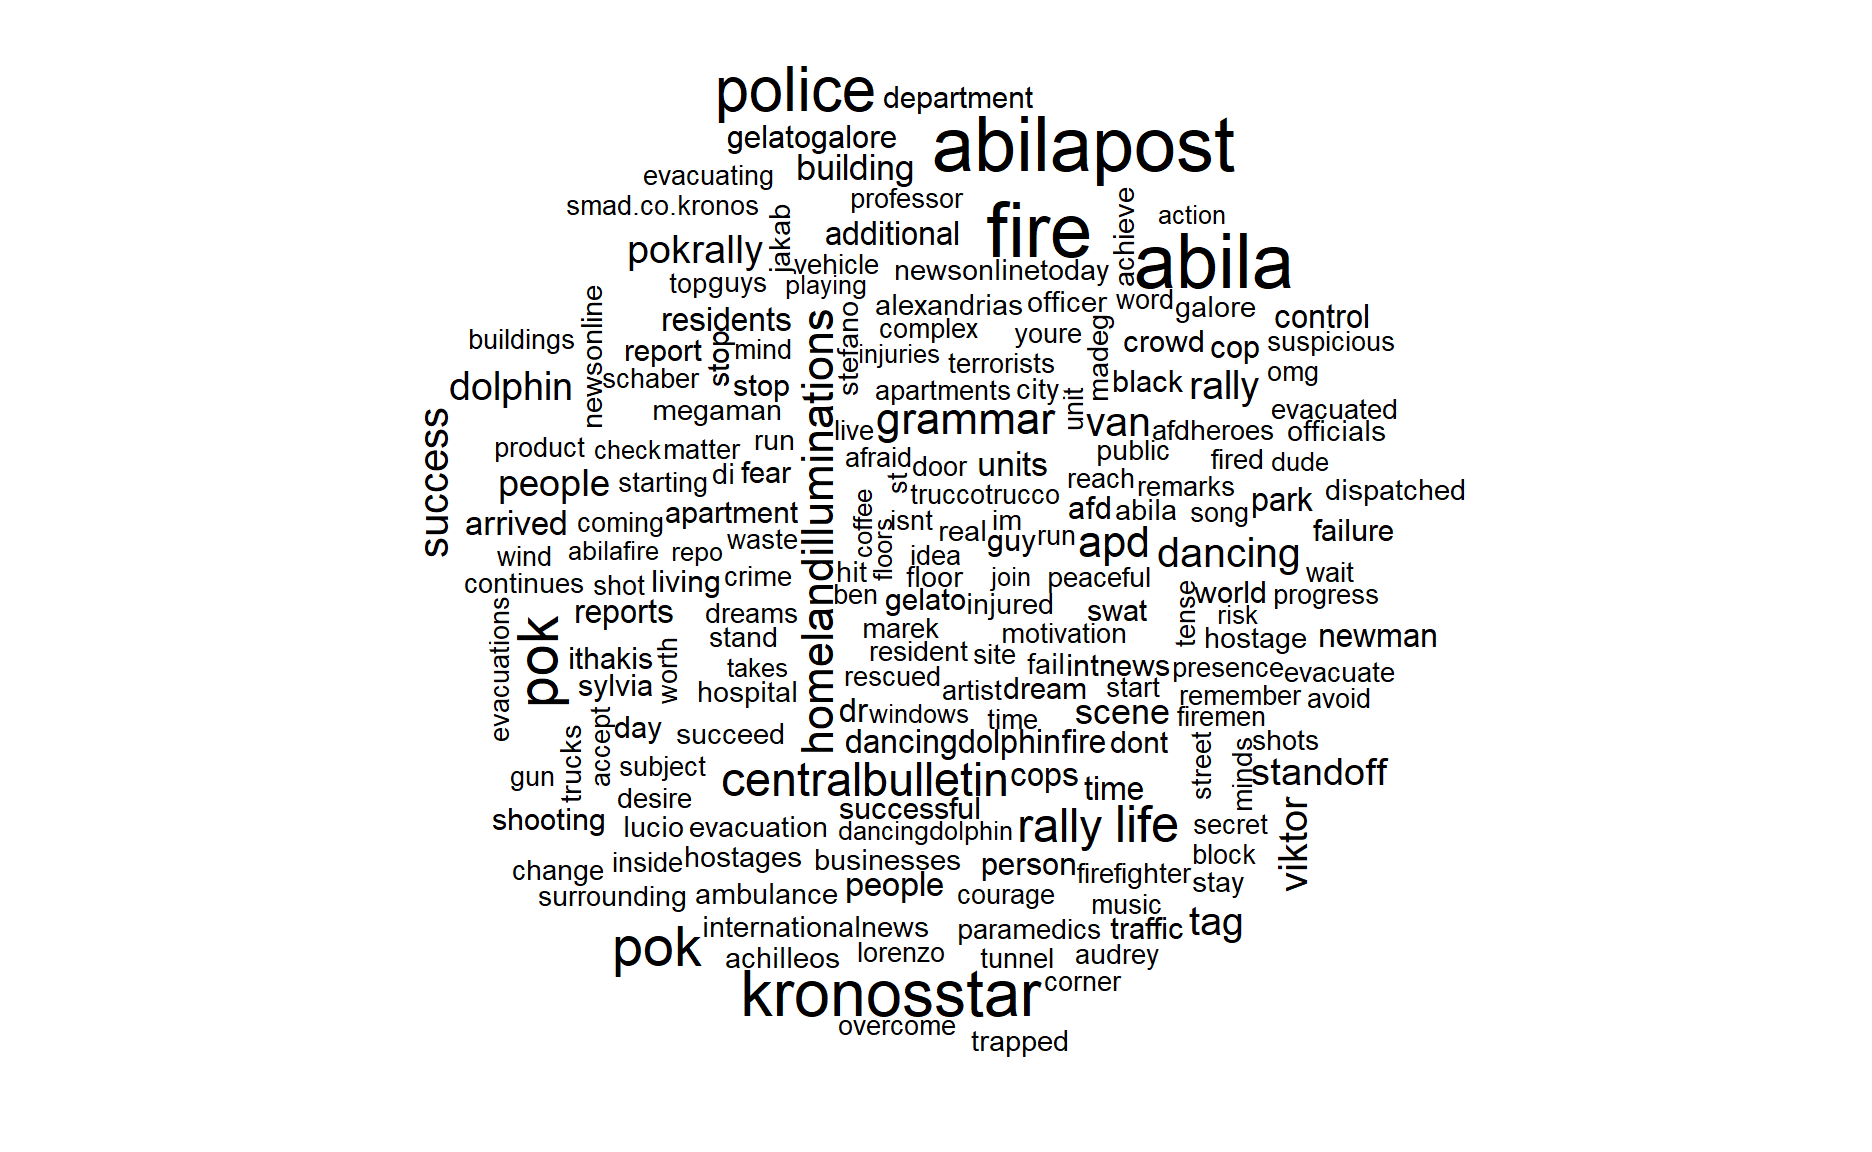 police department
abilapost
gelatogalore
building
evacuating
professor
smad.co.kronos
jakab
fire
achieve
action
additional
pokrally
abila
vehicle
newsonlinetoday
topguys
playing
alexandrias officer word galore
newsonline
residents
homelandilluminations
stefano
complex
youre
madeg
control
buildings
report
stop
mind
injuries
terrorists
crowd cop suspicious
dolphin
schaber
stop
apartments city
unit
black rally omg
megaman
grammar
van
evacuated
success
live
afdheroes officials
product check matter run
afraid
door units
public
fired dude
people starting di fear
st
reach
remarks
park dispatched
truccotrucco
afd abila song
arrived coming apartment
coffee
floors
isnt
real
im
guy run
apd
failure
wind abilafire repo waste
idea
dancing
continues shot living crime
hit
floor join peaceful
wait
evacuations
pok
reports dreams
ben gelato injured swat
tense
world progress
risk
stand
marek
motivation
hostage newman
ithakis
worth
takes
resident site
fail intnews presence evacuate
sylvia
hospital
rescued
artist dream start
remember avoid
accept
day succeed
dr windows time
scene firemen
trucks
dancingdolphinfire dont
street
minds
shots
gun
subject
centralbulletin cops time
standoff
desire
successful
shooting lucio evacuation dancingdolphin rally life secret
viktor
change inside hostages businesses person firefighter block
stay
surrounding ambulance people courage
music
internationalnews paramedics traffic tag
pok achilleos lorenzo tunnel audrey
kronosstar corner
overcome
trapped